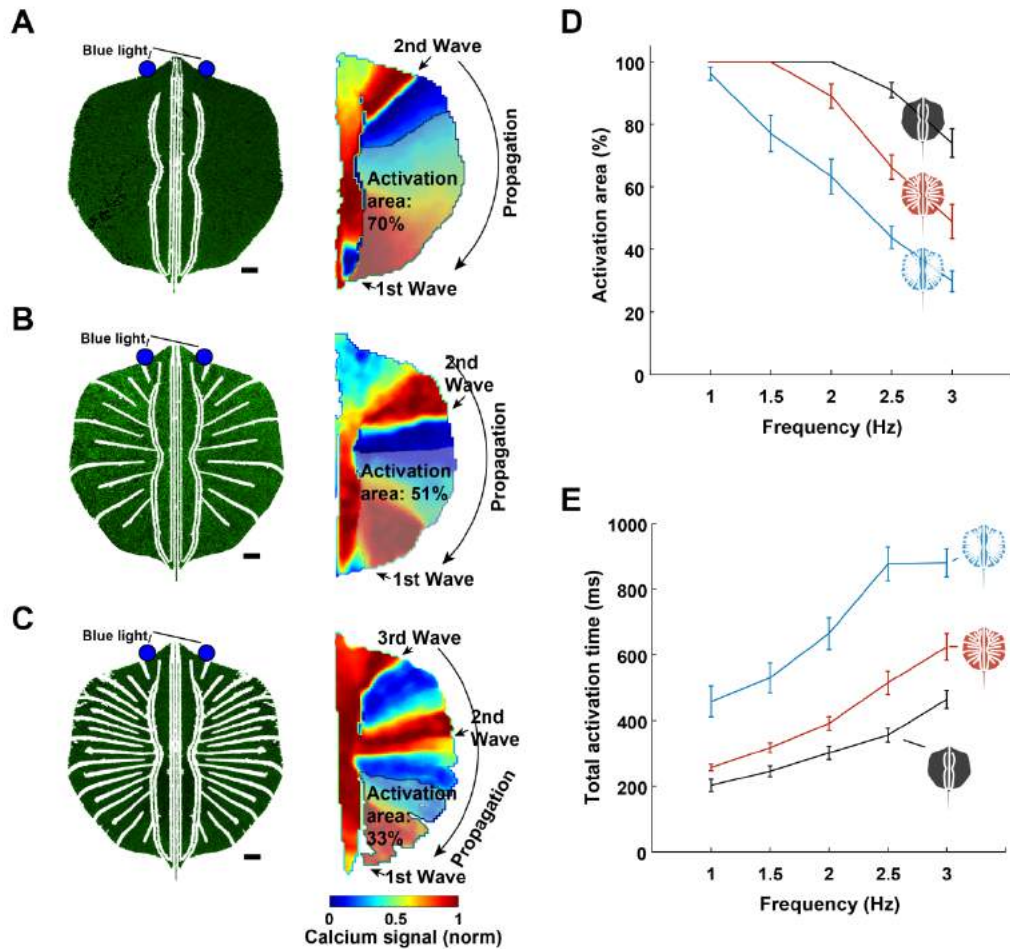 A
Blue light
2nd Wave
Activation
area:
70%
Propagation
1st Wave
B
Blue light
2nd
Wave
Activation
area: 51%
Propagation
1st Wave
C
Blue light
3rd Wave
2nd
Wave
Activation
area:
33%
Propagation
1st Wave
0 0.5 1
Calcium signal (norm)
D
Activation area (%)
100
80
60
40
20
0
1 1.5 2 2.5 3
Frequency (Hz)
E
Total activation time (ms)
1000
800
600
400
200
0
1 1.5 2 2.5 3
Frequency (Hz)